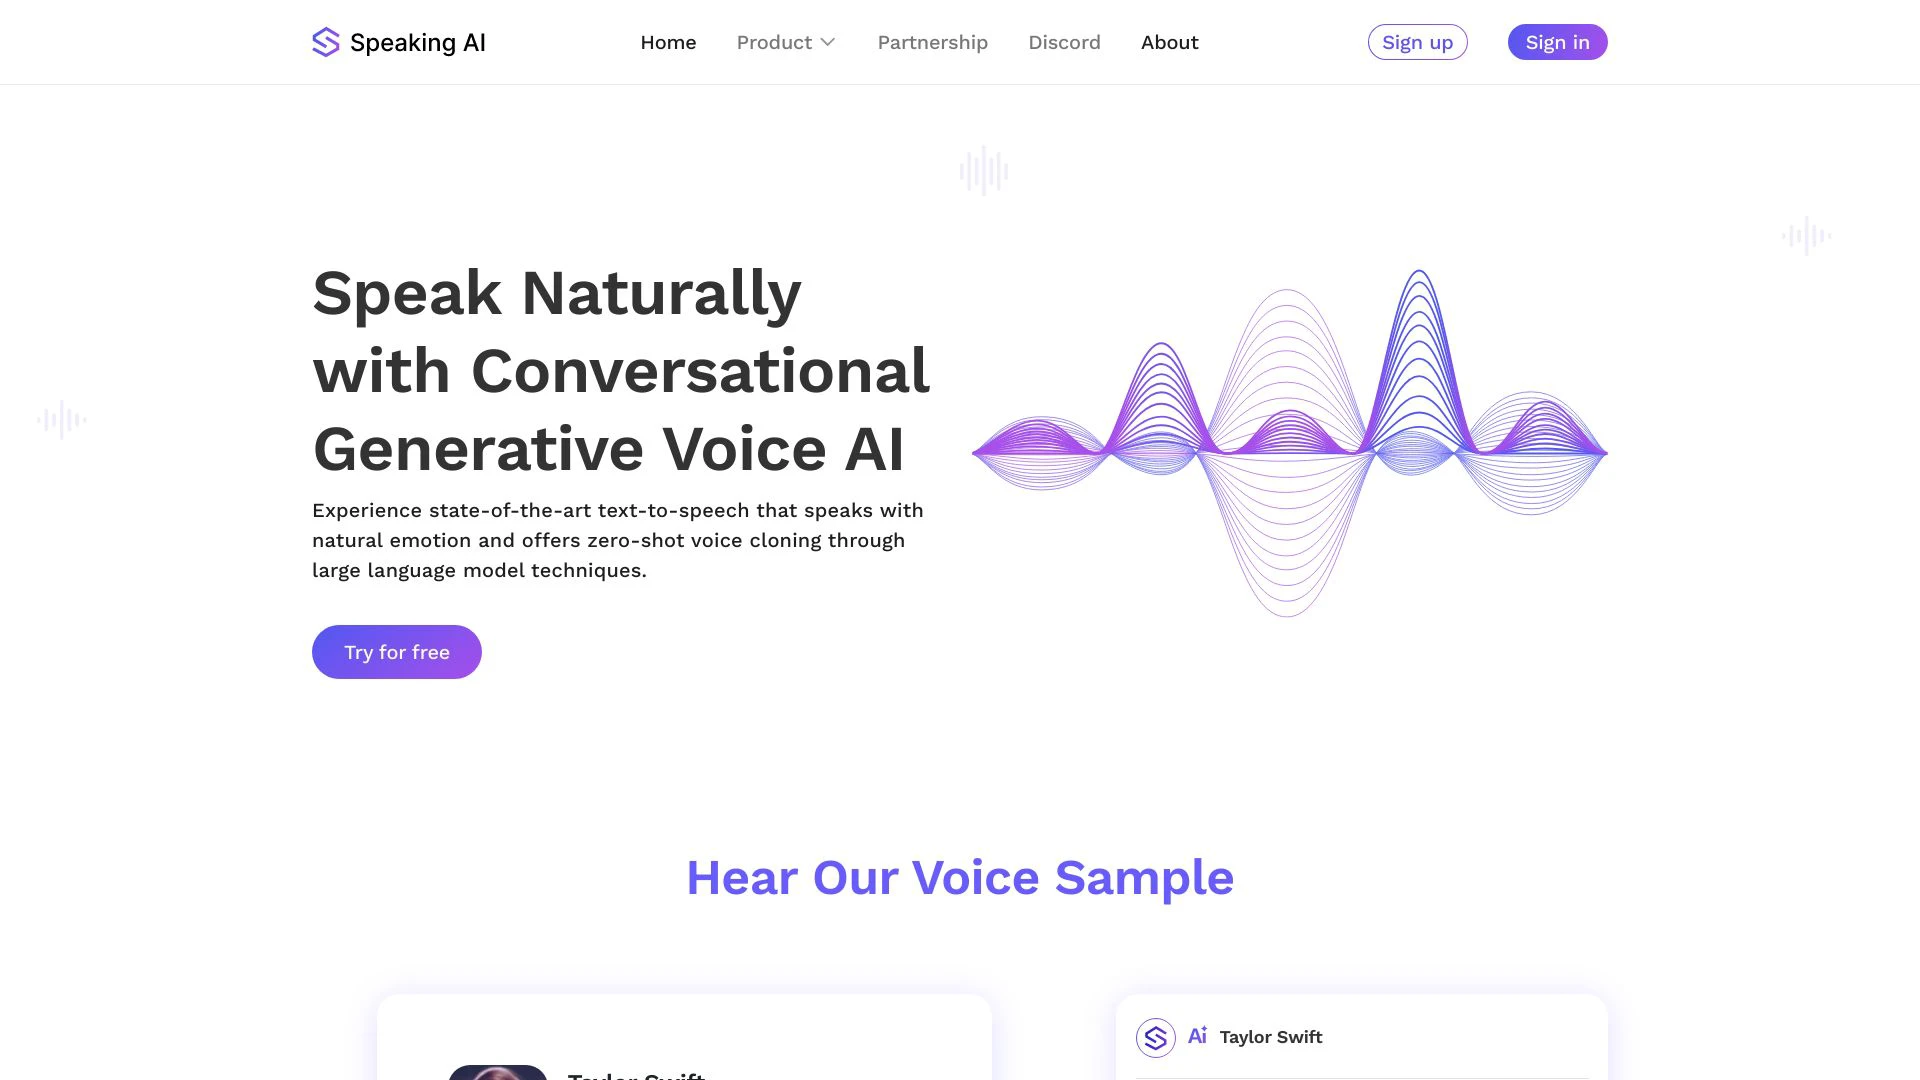 Speaking AI
Home
Product
Partnership
Discord
About
Sign up
Sign in
Speak Naturally
with Conversational
Generative Voice AI
Experience state-of-the-art text-to-speech that speaks with
natural emotion and offers zero-shot voice cloning through
large language model techniques.
Try for free
Hear Our Voice Sample
Taylor Swift
Ai Taylor Swift